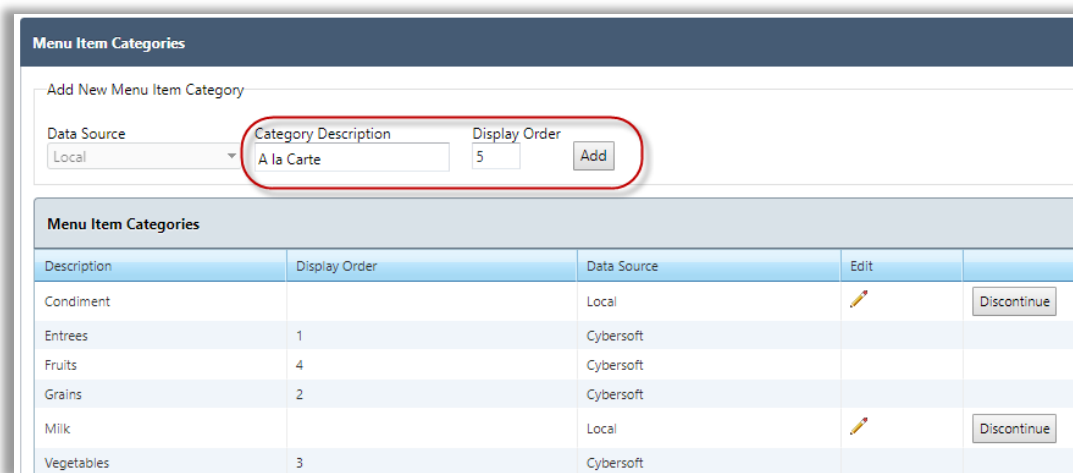 Menu Item Categories
Add New Menu Item Category
Data Source Category Description Display Order
Local A la Carte 5 Add
Menu Item Categories
Description Display Order Data Source Edit
Condiment Local Discontinue
Entrees 1 Cybersoft
Fruits 4 Cybersoft
Grains 2 Cybersoft
Milk Local Discontinue
Vegetables 3 Cybersoft